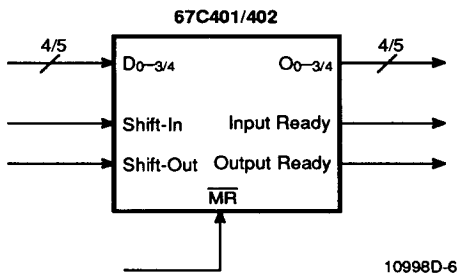 67C401/402
4/5 D0–3/4 O0–3/4 4/5
Shift-In Input Ready
Shift-Out Output Ready
MR
10998D-6